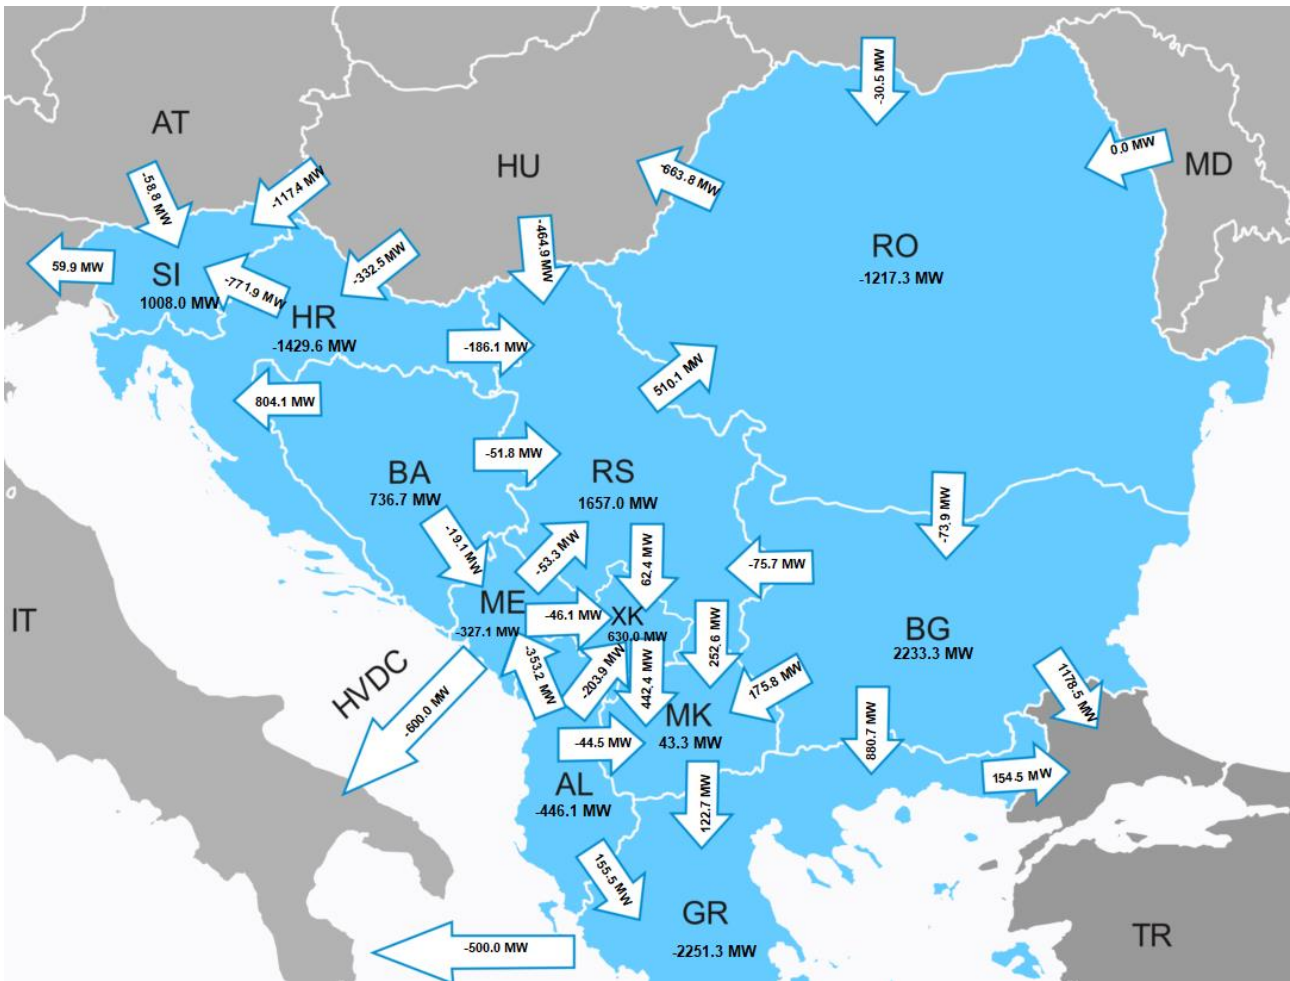 -30.5 MW
AT
0.0 MW
HU
MD
-58.8 MW
-117.4 MW
-663.8 MW
-464.9 MW
RO
-1217.3 MW
59.9 MW
SI
1008.0 MW
-771.9 MW
-332.5 MW
HR
-1429.6 MW
-186.1 MW
510.1 MW
804.1 MW
-51.8 MW
BA
736.7 MW
RS
1657.0 MW
-73.9 MW
-19.1 MW
-53.3 MW
62.4 MW
-75.7 MW
IT
ME
-327.1 MW
-46.1 MW
XK
630.0 MW
252.6 MW
BG
2233.3 MW
HVDC
-600.0 MW
-353.2 MW
-203.9 MW
442.4 MW
175.8 MW
1178.5 MW
MK
43.3 MW
880.7 MW
-44.5 MW
AL
-446.1 MW
154.5 MW
122.7 MW
155.5 MW
GR
-2251.3 MW
-500.0 MW
TR